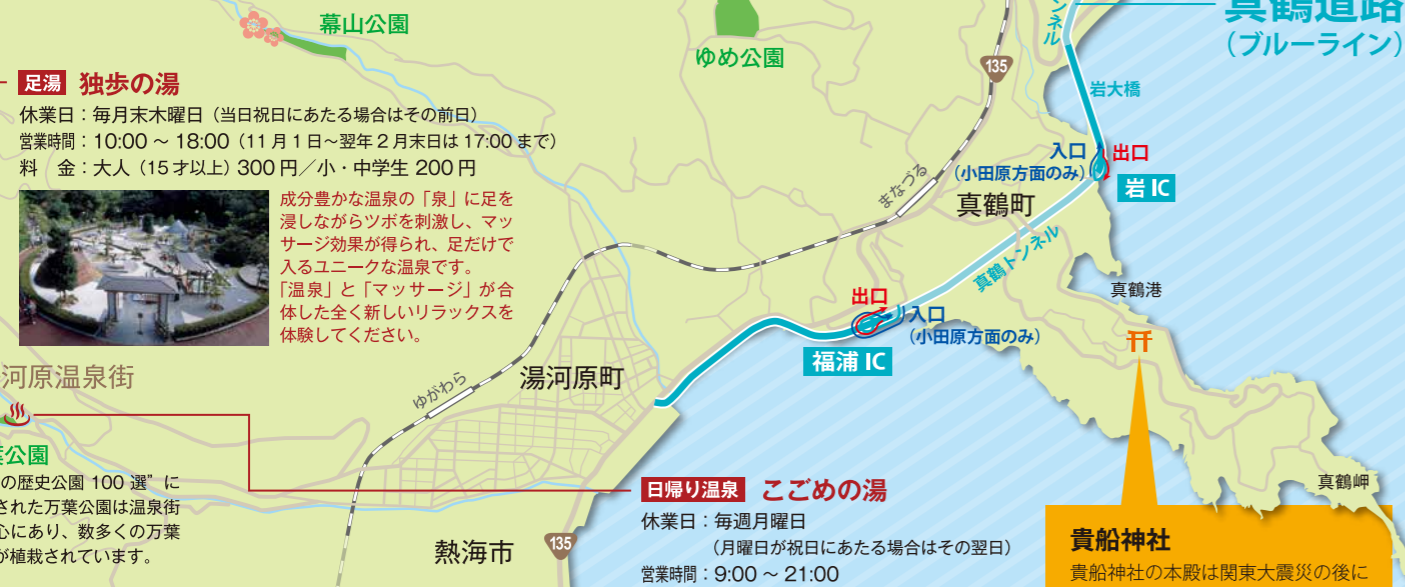 幕山公園
ゆめ公園
ンネル
真鶴道路
（ブルーライン）
135
岩大橋
足湯 独歩の湯
休業日：毎月末木曜日（当日祝日にあたる場合はその前日）
営業時間：10:00 ～ 18:00（11 月 1 日～翌年 2 月末日は 17:00 まで）
料　金：大人（15 才以上）300 円／小・中学生 200 円
成分豊かな温泉の「泉」に足を
浸しながらツボを刺激し、マッ
サージ効果が得られ、足だけで
入るユニークな温泉です。
「温泉」と「マッサージ」が合
体した全く新しいリラックスを
体験してください。
入口
（小田原方面のみ）
出口
岩 IC
まなづる
真鶴町
真鶴トンネル
真鶴港
出口
入口
（小田原方面のみ）
福浦 IC
河原温泉街
ゆがわら
湯河原町
葉公園
の歴史公園 100 選”に
された万葉公園は温泉街
心にあり、数多くの万葉
が植栽されています。
熱海市
135
日帰り温泉 こごめの湯
休業日：毎週月曜日
（月曜日が祝日にあたる場合はその翌日）
営業時間：9:00 ～ 21:00
真鶴岬
貴船神社
貴船神社の本殿は関東大震災の後に